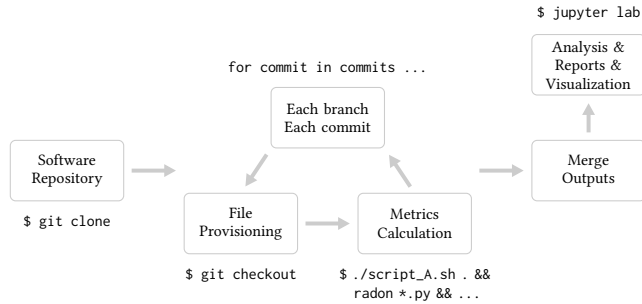 $ jupyter lab
Analysis &
Reports &
Visualization
for commit in commits ...
Each branch
Each commit
Software
Repository
$ git clone
File
Provisioning
$ git checkout
Metrics
Calculation
$ ./script_A.sh . &&
radon *.py && ...
Merge
Outputs